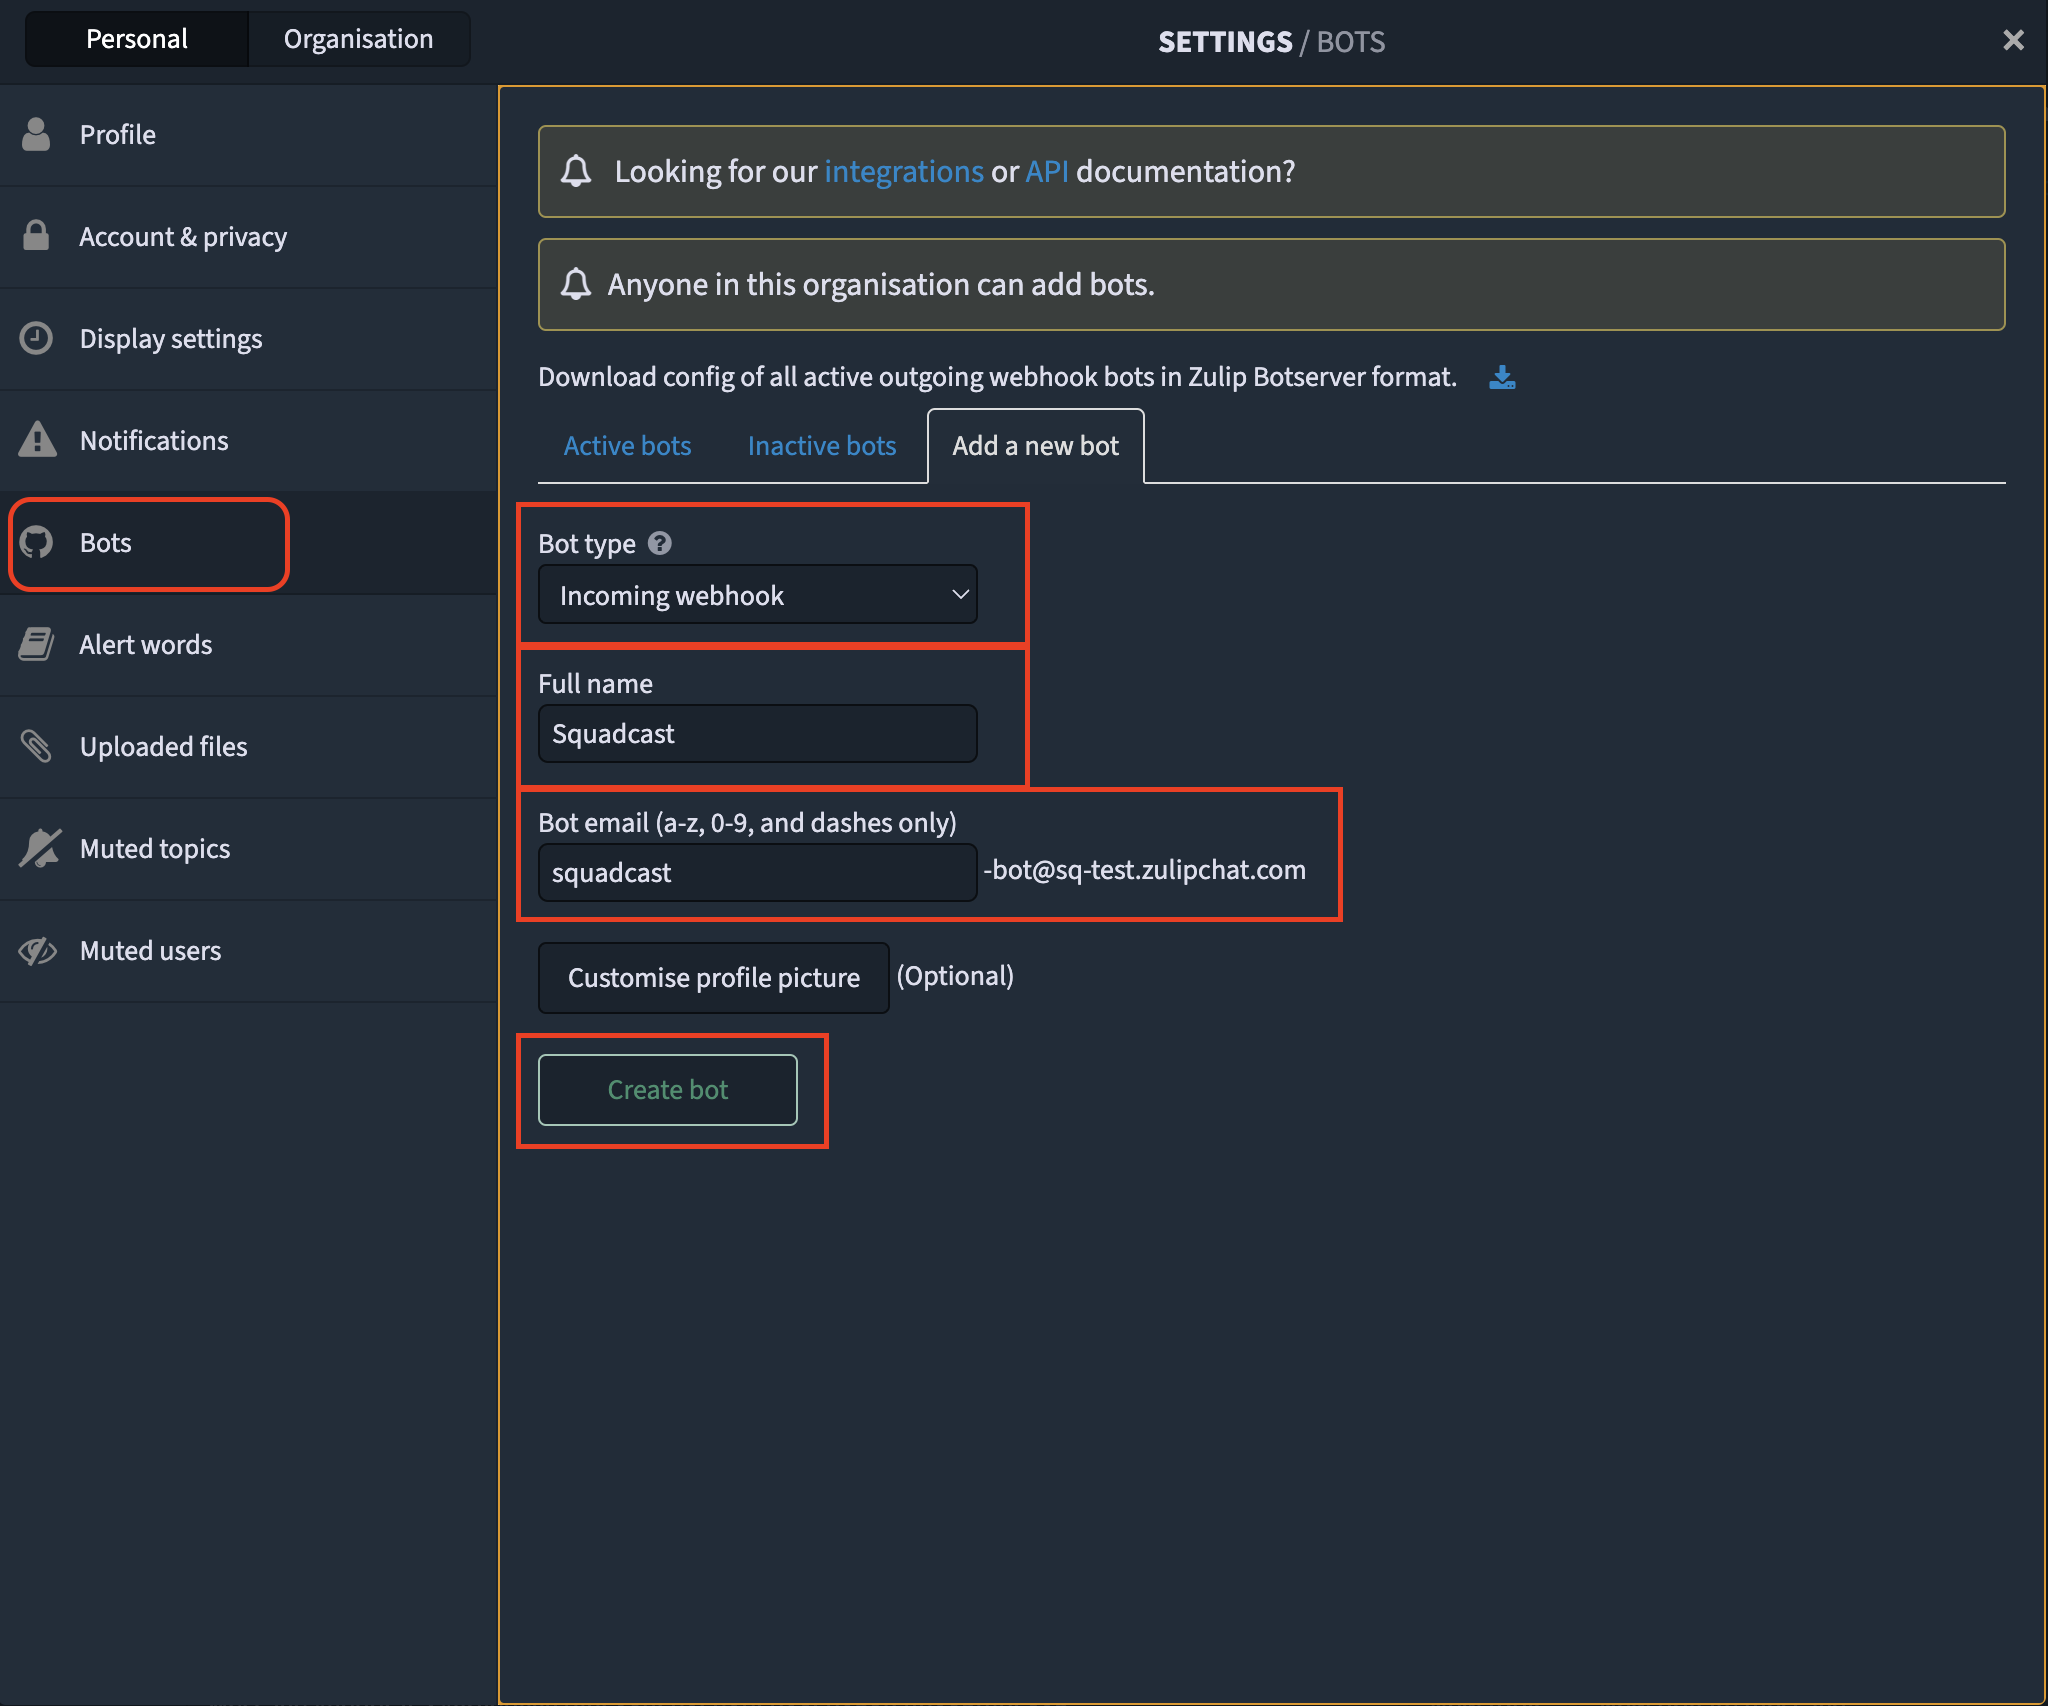 Personal
Organisation
SETTINGS / BOTS
Profile
Account & privacy
Display settings
Notifications
Bots
Alert words
Uploaded files
Muted topics
Muted users
Looking for our integrations or API documentation?
Anyone in this organisation can add bots.
Download config of all active outgoing webhook bots in Zulip Botserver format.
Active bots
Inactive bots
Add a new bot
Bot type
Incoming webhook
Full name
Squadcast
Bot email (a-z, 0-9, and dashes only)
squadcast -bot@sq-test.zulipchat.com
Customise profile picture (Optional)
Create bot